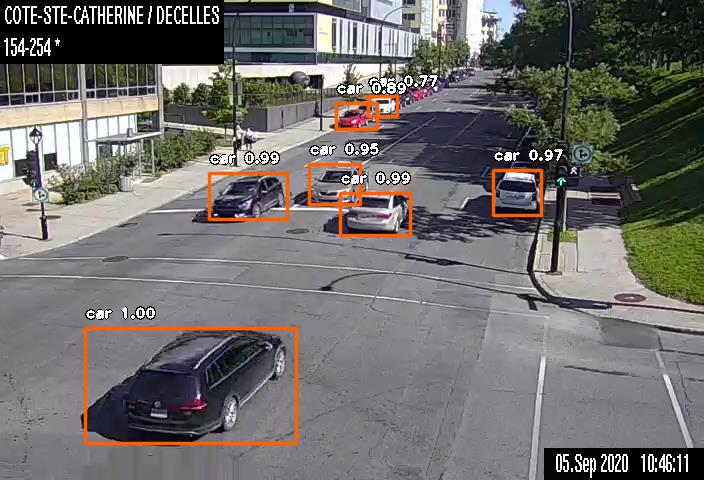 COTE-STE-CATHERINE / DECELLES
154-254 *
car 0.77
car 0.89
car 0.99
car 0.95
car 0.97
car 0.99
car 1.00
05.Sep 2020 10:46:11